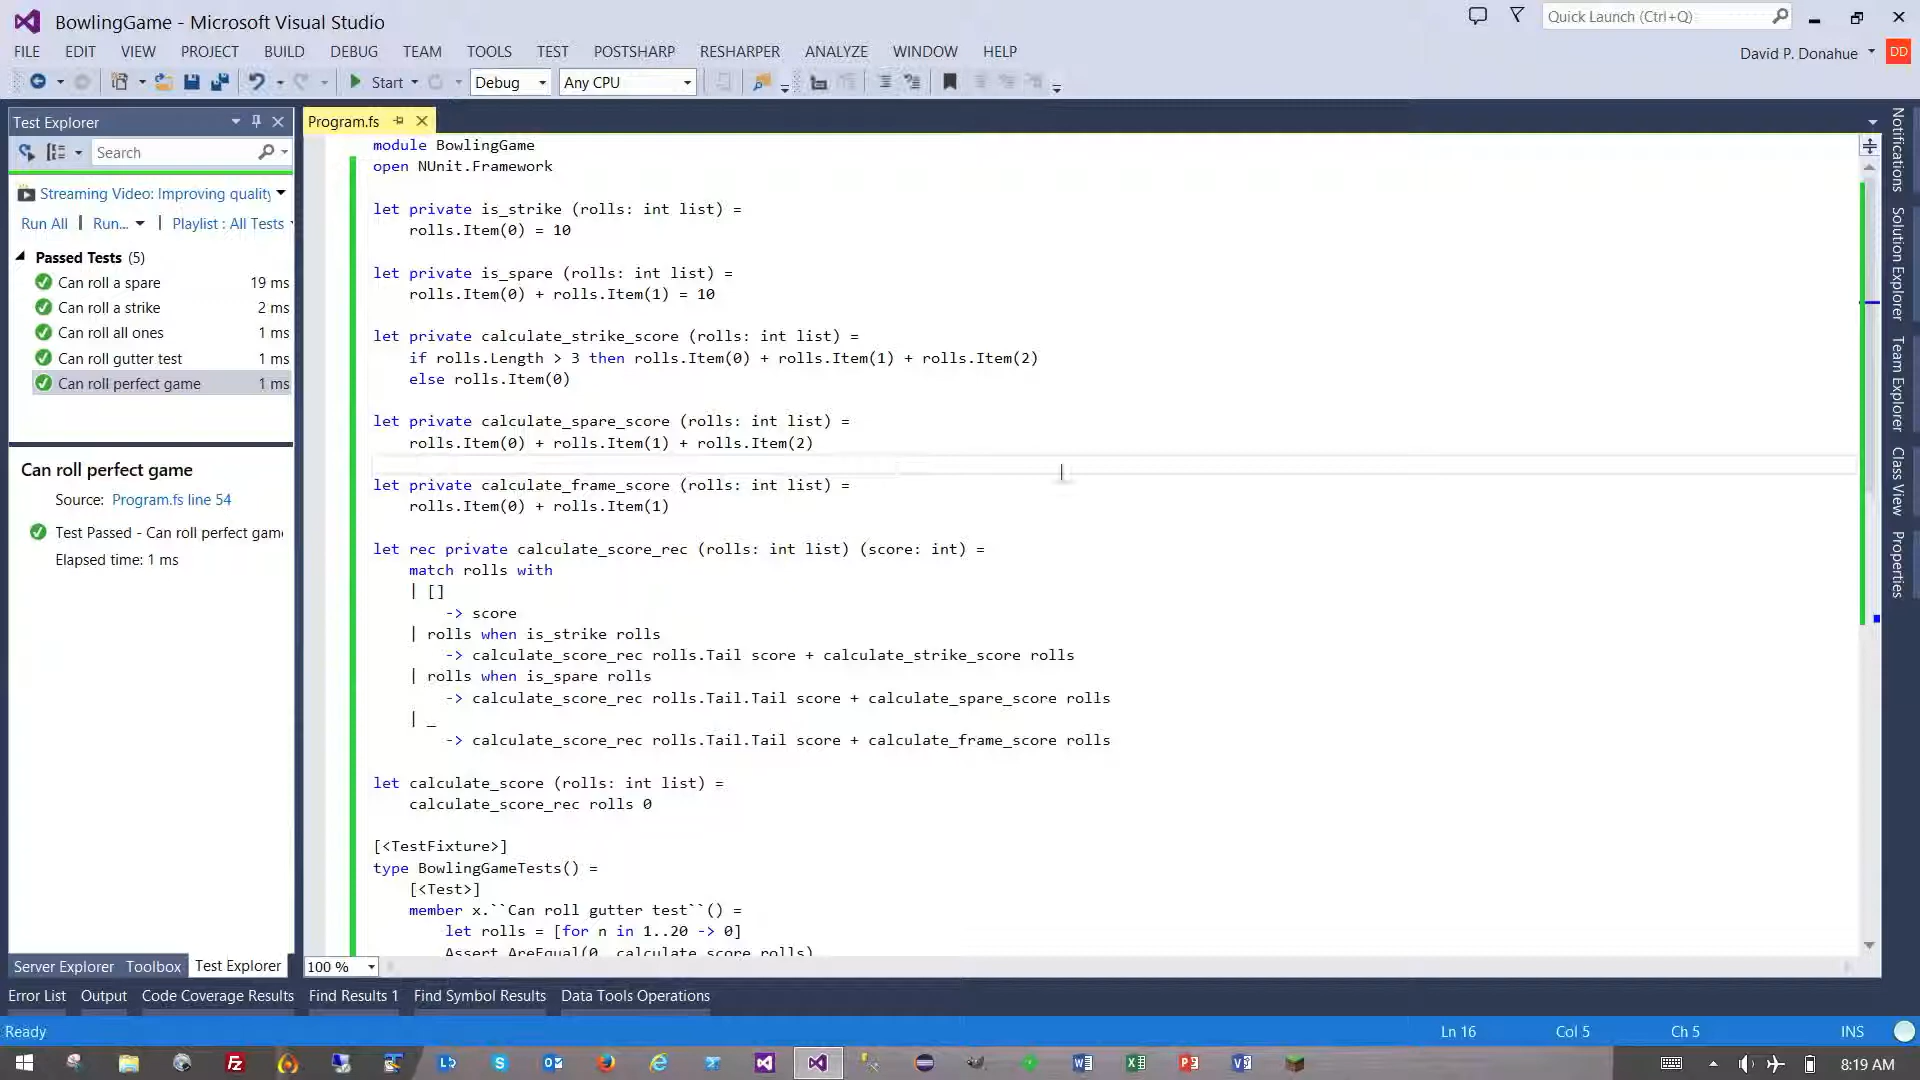 BowlingGame - Microsoft Visual Studio
Quick Launch (Ctrl+Q)
FILE EDIT VIEW PROJECT BUILD DEBUG TEAM TOOLS TEST POSTSHARP RESHARPER ANALYZE WINDOW HELP
David P. Donahue DD
Start Debug Any CPU
Test Explorer
Search
Streaming Video: Improving quality
Run All | Run... | Playlist : All Tests
Passed Tests (5)
Can roll a spare 19 ms
Can roll a strike 2 ms
Can roll all ones 1 ms
Can roll gutter test 1 ms
Can roll perfect game 1 ms
Can roll perfect game
Source: Program.fs line 54
Test Passed - Can roll perfect game
Elapsed time: 1 ms
Server Explorer Toolbox Test Explorer
Program.fs
module BowlingGame
open NUnit.Framework
let private is_strike (rolls: int list) =
rolls.Item(0) = 10
let private is_spare (rolls: int list) =
rolls.Item(0) + rolls.Item(1) = 10
let private calculate_strike_score (rolls: int list) =
if rolls.Length > 3 then rolls.Item(0) + rolls.Item(1) + rolls.Item(2)
else rolls.Item(0)
let private calculate_spare_score (rolls: int list) =
rolls.Item(0) + rolls.Item(1) + rolls.Item(2)
let private calculate_frame_score (rolls: int list) =
rolls.Item(0) + rolls.Item(1)
let rec private calculate_score_rec (rolls: int list) (score: int) =
match rolls with
| []
-> score
| rolls when is_strike rolls
-> calculate_score_rec rolls.Tail score + calculate_strike_score rolls
| rolls when is_spare rolls
-> calculate_score_rec rolls.Tail.Tail score + calculate_spare_score rolls
| _
-> calculate_score_rec rolls.Tail.Tail score + calculate_frame_score rolls
let calculate_score (rolls: int list) =
calculate_score_rec rolls 0
[<TestFixture>]
type BowlingGameTests() =
[<Test>]
member x.``Can roll gutter test``() =
let rolls = [for n in 1..20 -> 0]
Assert.AreEqual(0, calculate_score rolls)
100 %
Notifications
Solution Explorer
Team Explorer
Class View
Properties
Error List Output Code Coverage Results Find Results 1 Find Symbol Results Data Tools Operations
Ready Ln 16 Col 5 Ch 5 INS
8:19 AM